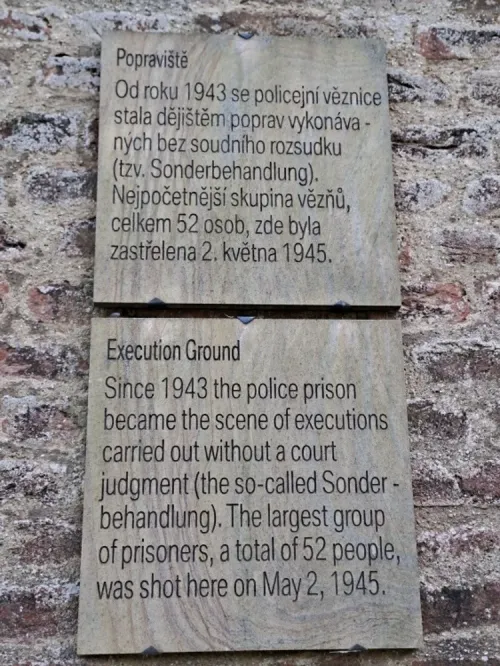 Popraviště
Od roku 1943 se policejní věznice
stala dějištěm poprav vykonáva -
ných bez soudního rozsudku
(tzv. Sonderbehandlung).
Nejpočetnější skupina vězňů,
celkem 52 osob, zde byla
zastřelena 2. května 1945.
Execution Ground
Since 1943 the police prison
became the scene of executions
carried out without a court
judgment (the so-called Sonder -
behandlung). The largest group
of prisoners, a total of 52 people,
was shot here on May 2, 1945.